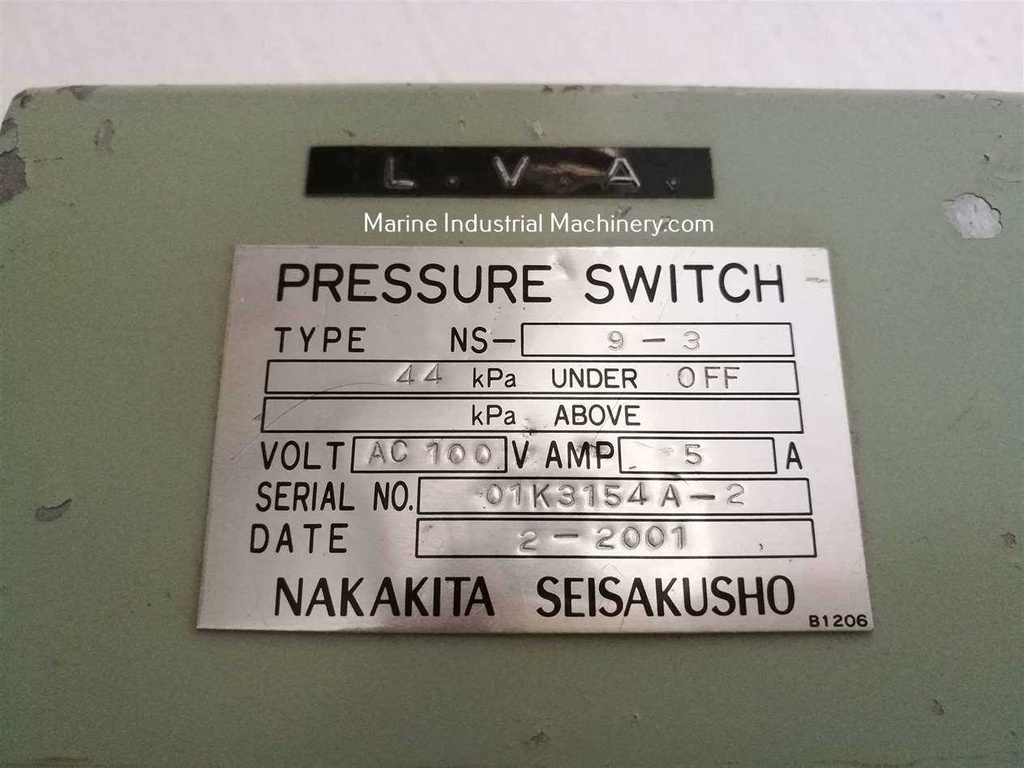 L.V.A.
Marine Industrial Machinery.com
PRESSURE SWITCH
TYPE NS- 9-3
44 kPa UNDER OFF
kPa ABOVE
VOLT AC 100 V AMP 5 A
SERIAL NO. 01K3154A-2
DATE 2-2001
NAKAKITA SEISAKUSHO
B1206